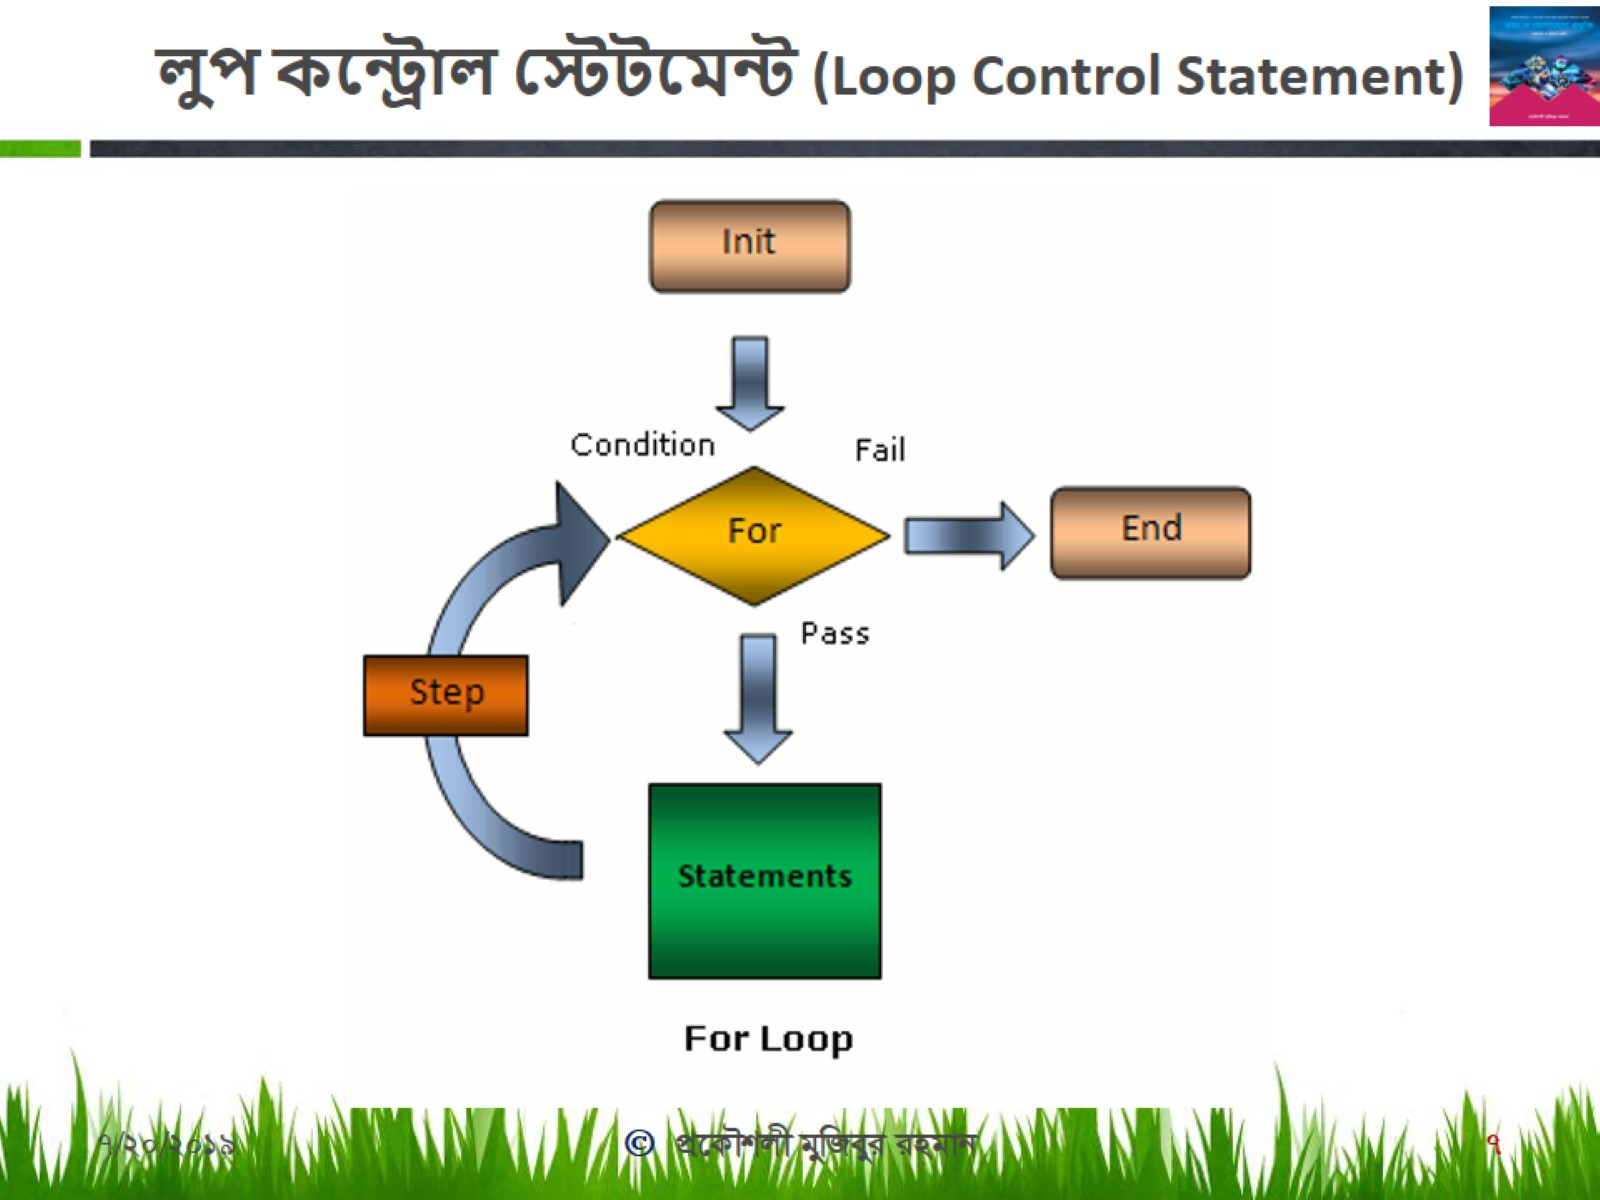 লুপ কন্ট্রোল স্টেটমেন্ট (Loop Control Statement)
Init
Condition
Fail
For
End
Pass
Step
Statements
For Loop
৭/২০/২০১৯
© প্রকৌশলী মুজিবুর রহমান
৭